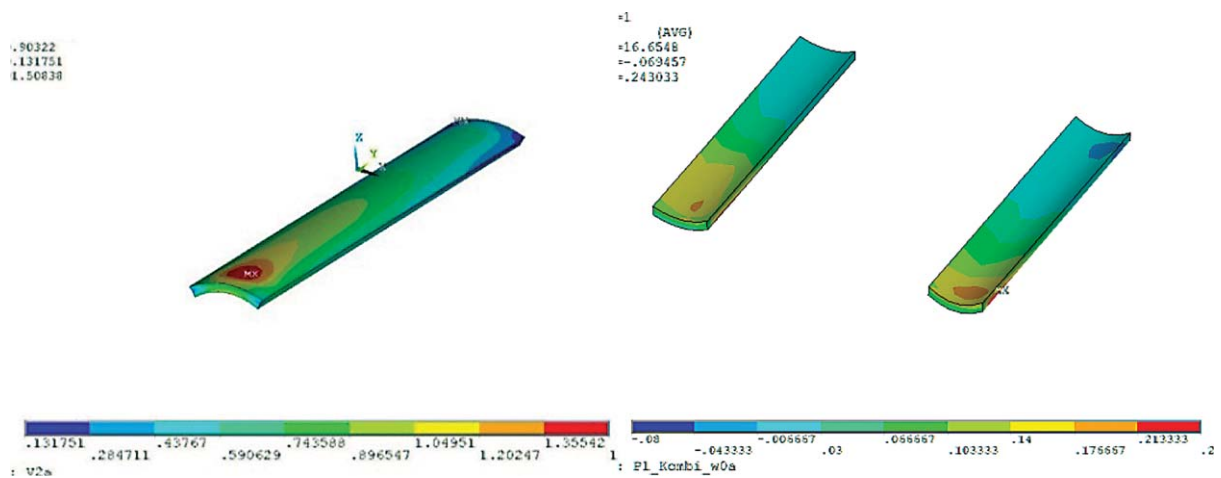 .90322
.131751
1.50838
Z
Y
X
MN
MX
.131751 .43767 .743588 1.04951 1.35542
.284711 .590629 .896547 1.20247 1
: V2a
=1
(AVG)
=16.6548
=-.069457
=.243033
MX
-.08 -.006667 .066667 .14 .213333
-.043333 .03 .103333 .176667 .2
: P1_Kombi_w0a